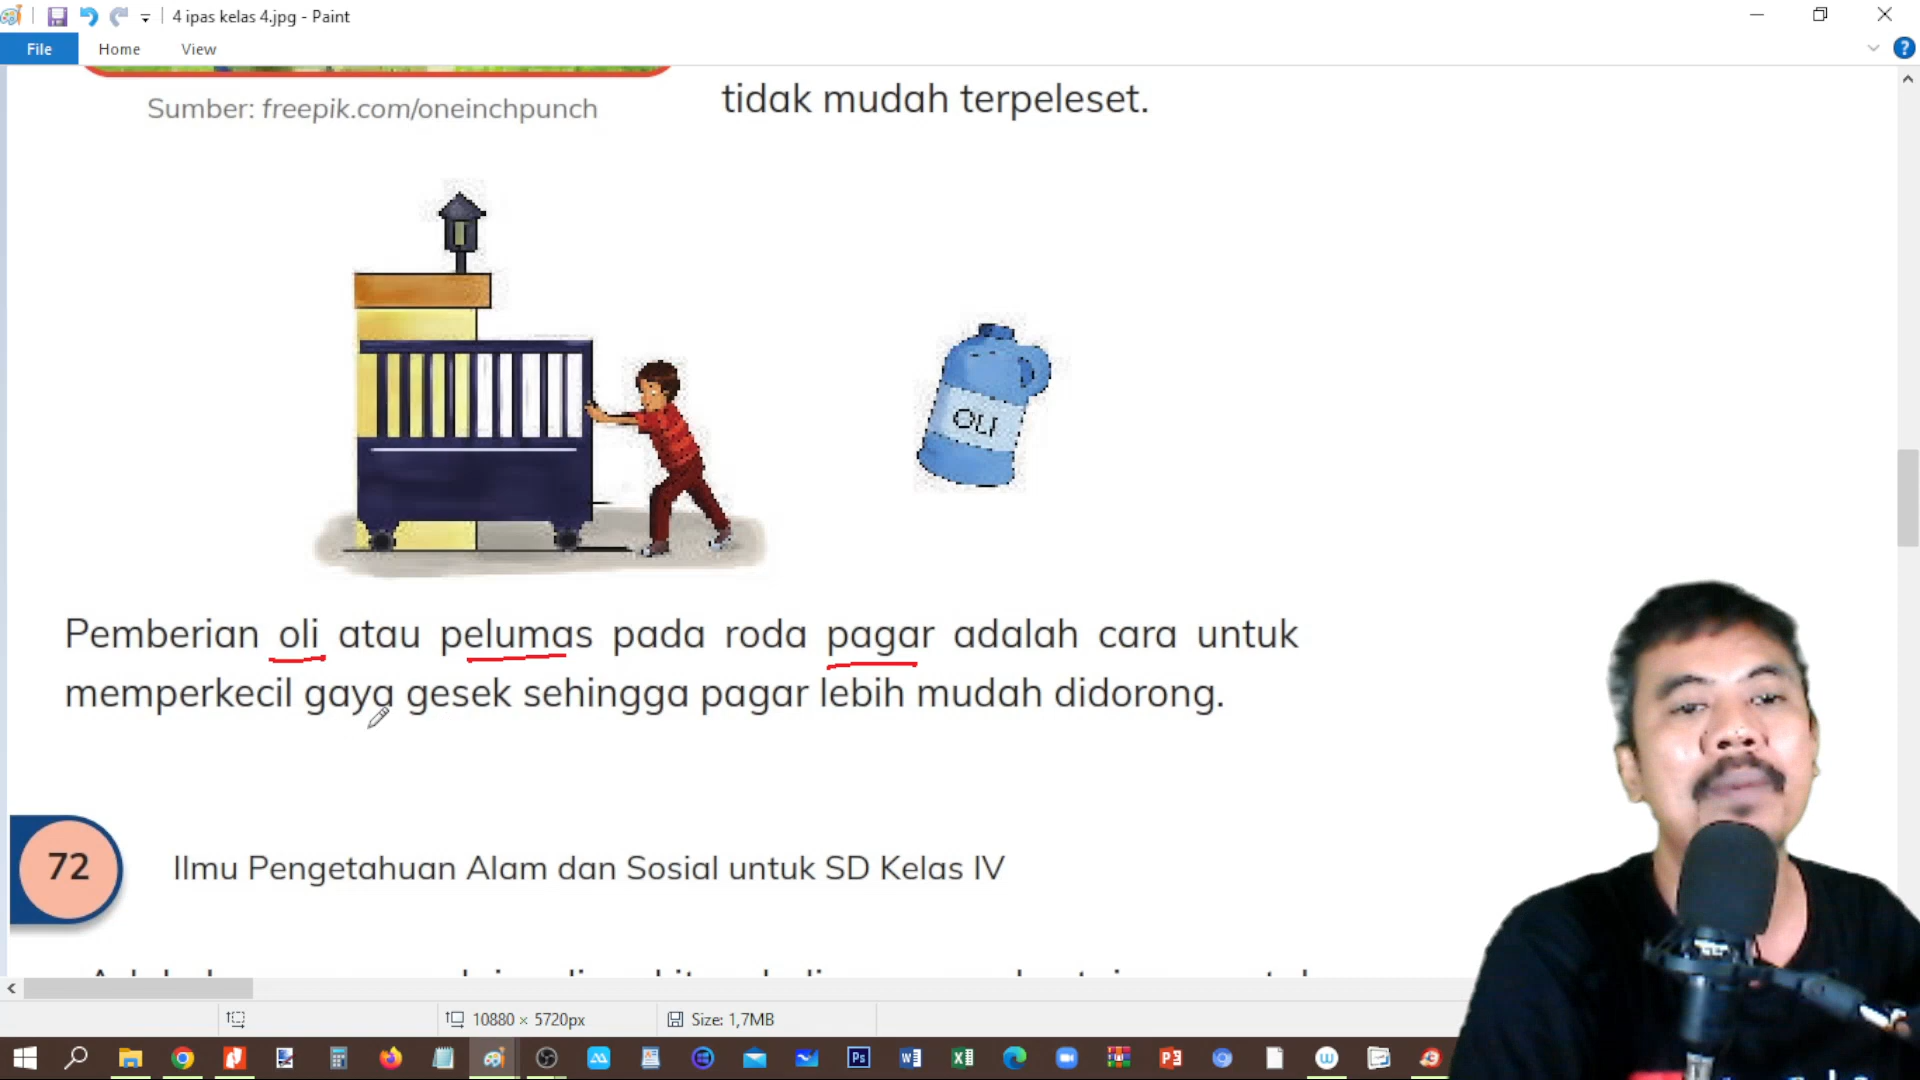 4 ipas kelas 4.jpg - Paint
File Home View
?
Sumber: freepik.com/oneinchpunch
tidak mudah terpeleset.
OLI
Pemberian oli atau pelumas pada roda pagar adalah cara untuk
memperkecil gaya gesek sehingga pagar lebih mudah didorong.
72
Ilmu Pengetahuan Alam dan Sosial untuk SD Kelas IV
10880 × 5720px
Size: 1,7MB
Ps